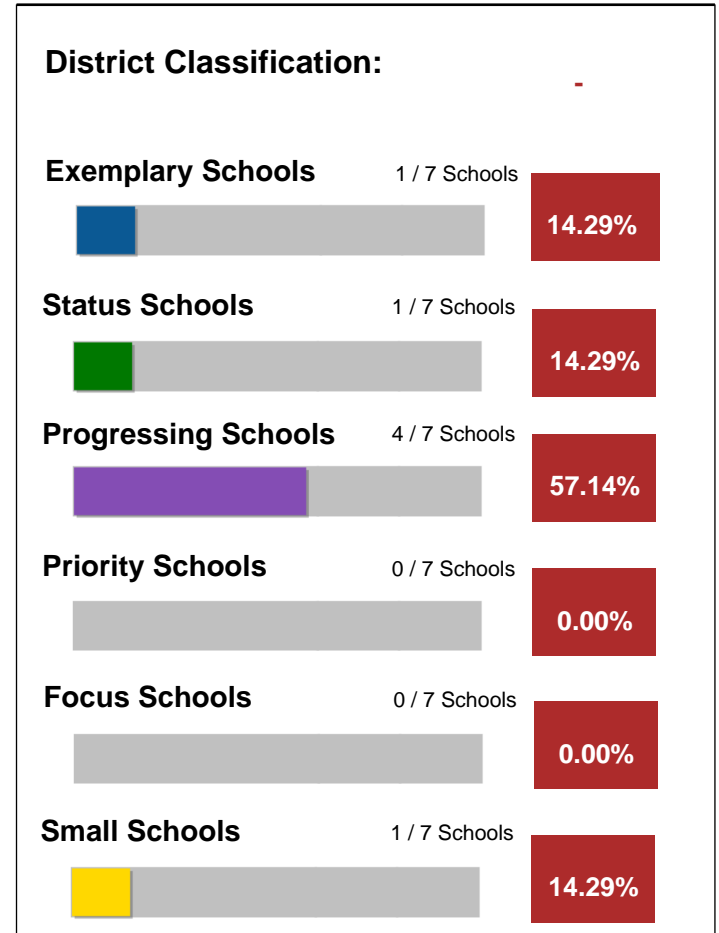 District Classification:
-
Exemplary Schools 1 / 7 Schools
14.29%
Status Schools 1 / 7 Schools
14.29%
Progressing Schools 4 / 7 Schools
57.14%
Priority Schools 0 / 7 Schools
0.00%
Focus Schools 0 / 7 Schools
0.00%
Small Schools 1 / 7 Schools
14.29%